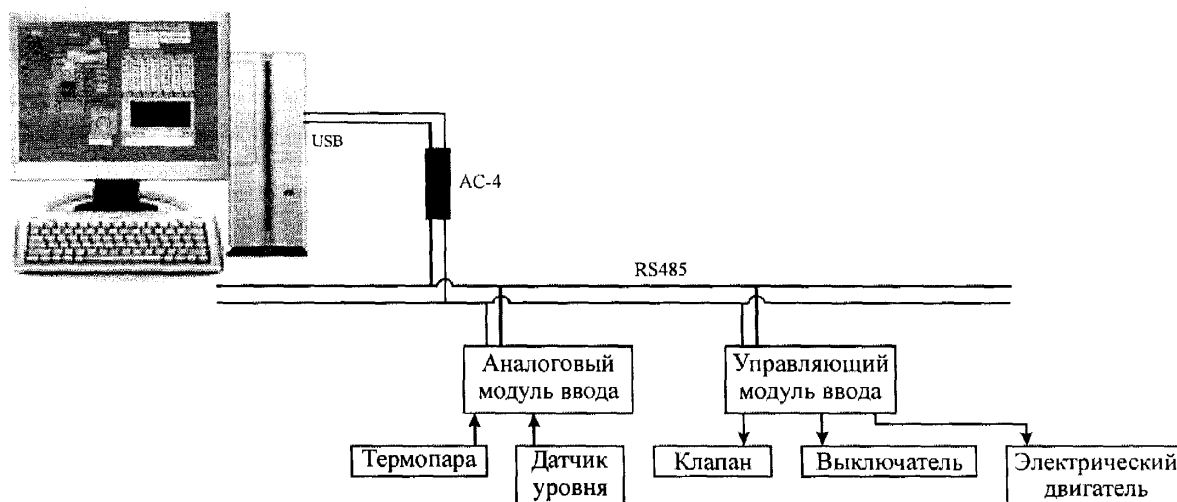 USB
AC-4
RS485
Аналоговый
модуль ввода
Управляющий
модуль ввода
Термопара
Датчик
уровня
Клапан
Выключатель
Электрический
двигатель